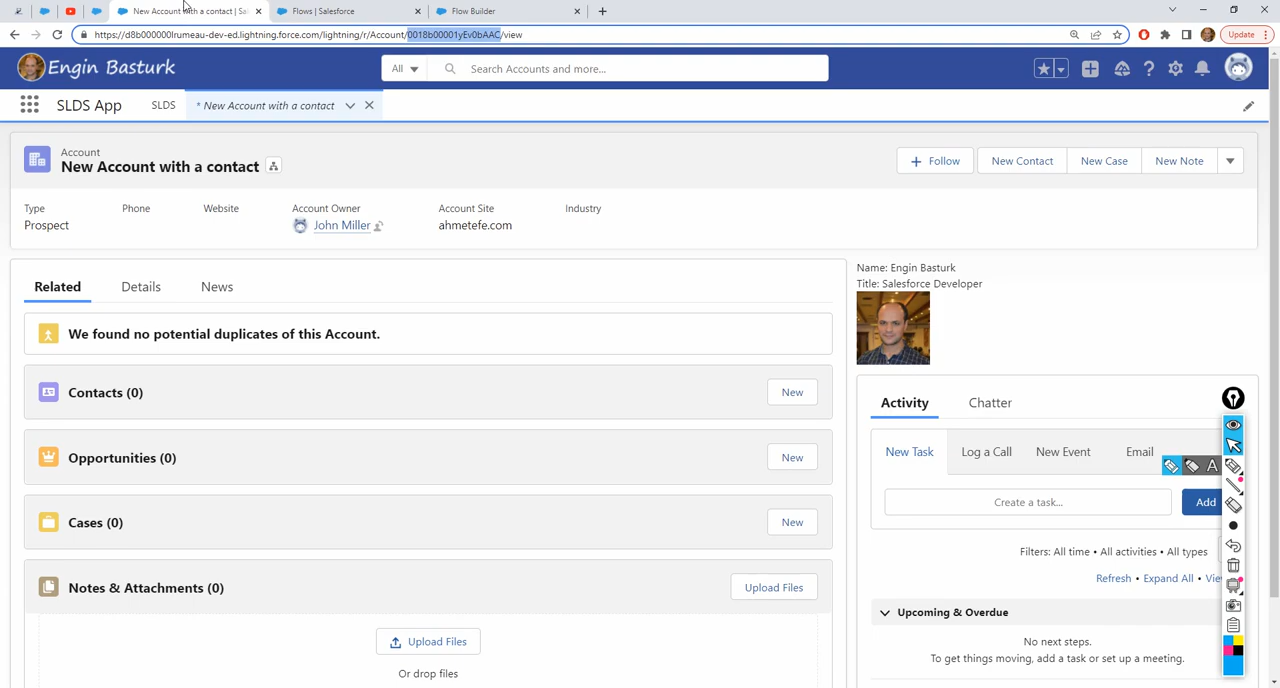 New Account with a contact | Sa
Flows | Salesforce
Flow Builder
https://d8b000000lrumeau-dev-ed.lightning.force.com/lightning/r/Account/0018b00001yEv0bAAC/view
Update
Engin Basturk
All
Search Accounts and more...
SLDS App
SLDS
* New Account with a contact
Account
New Account with a contact
Follow
New Contact
New Case
New Note
Type
Phone
Website
Account Owner
Account Site
Industry
Prospect
John Miller
ahmetefe.com
Related
Details
News
We found no potential duplicates of this Account.
Contacts (0)
New
Opportunities (0)
New
Cases (0)
New
Notes & Attachments (0)
Upload Files
Upload Files
Or drop files
Name: Engin Basturk
Title: Salesforce Developer
Activity
Chatter
New Task
Log a Call
New Event
Email
A
Create a task...
Add
Filters: All time • All activities • All types
Refresh • Expand All • Vie
Upcoming & Overdue
No next steps.
To get things moving, add a task or set up a meeting.